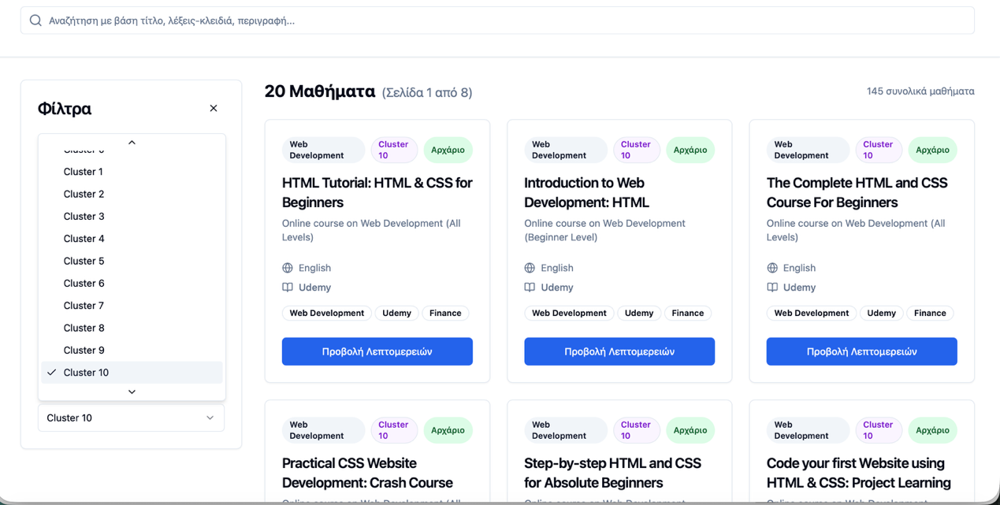 Αναζήτηση με βάση τίτλο, λέξεις-κλειδιά, περιγραφή...
Φίλτρα
Cluster 1
Cluster 2
Cluster 3
Cluster 4
Cluster 5
Cluster 6
Cluster 7
Cluster 8
Cluster 9
Cluster 10
Cluster 10
20 Μαθήματα (Σελίδα 1 από 8)
145 συνολικά μαθήματα
Web
Development
Cluster
10
Αρχάριο
HTML Tutorial: HTML & CSS for
Beginners
Online course on Web Development (All
Levels)
English
Udemy
Web Development
Udemy
Finance
Προβολή Λεπτομερειών
Web
Development
Cluster
10
Αρχάριο
Introduction to Web
Development: HTML
Online course on Web Development
(Beginner Level)
English
Udemy
Web Development
Udemy
Finance
Προβολή Λεπτομερειών
Web
Development
Cluster
10
Αρχάριο
The Complete HTML and CSS
Course For Beginners
Online course on Web Development (All
Levels)
English
Udemy
Web Development
Udemy
Finance
Προβολή Λεπτομερειών
Web
Development
Cluster
10
Αρχάριο
Practical CSS Website
Development: Crash Course
Web
Development
Cluster
10
Αρχάριο
Step-by-step HTML and CSS
for Absolute Beginners
Web
Development
Cluster
10
Αρχάριο
Code your first Website using
HTML & CSS: Project Learning